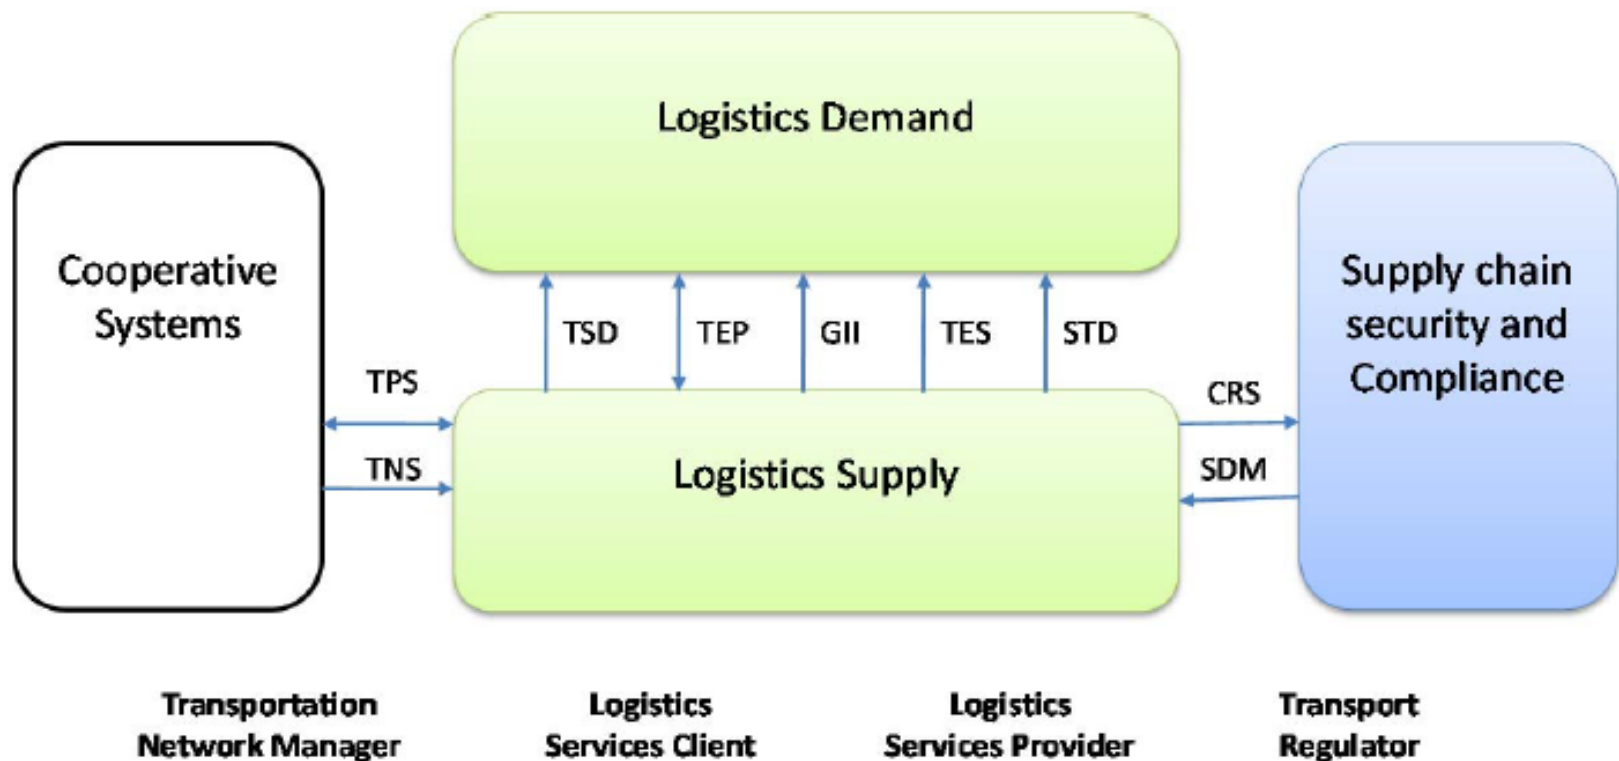 Logistics Demand
Cooperative
Systems
Supply chain
security and
Compliance
TSD
TEP
GII
TES
STD
TPS
TNS
CRS
SDM
Logistics Supply
Transportation
Network Manager
Logistics
Services Client
Logistics
Services Provider
Transport
Regulator